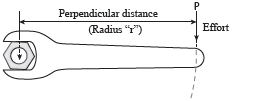 P
Perpendicular distance
(Radius “r”)
Effort